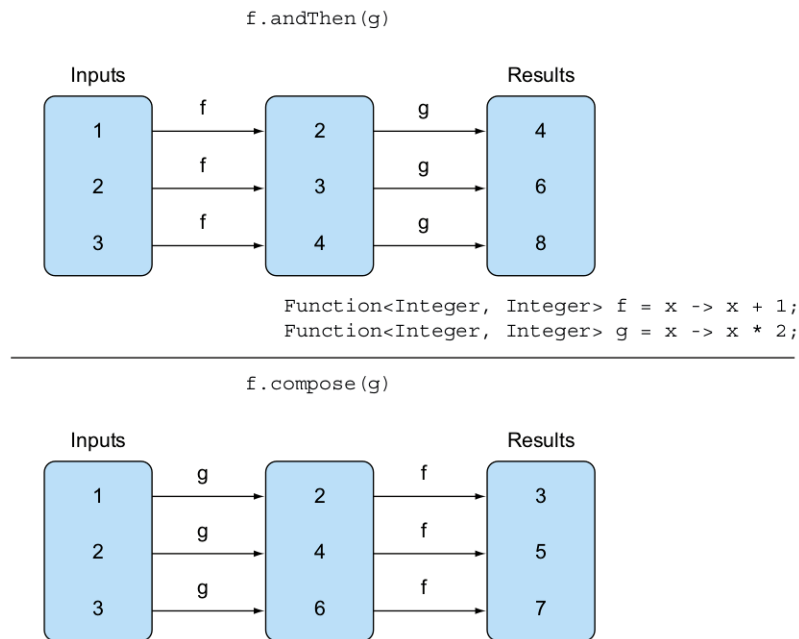 f.andThen(g)
Inputs Results
1 f 2 g 4
2 f 3 g 6
3 f 4 g 8
Function<Integer, Integer> f = x -> x + 1;
Function<Integer, Integer> g = x -> x * 2;
f.compose(g)
Inputs Results
1 g 2 f 3
2 g 4 f 5
3 g 6 f 7